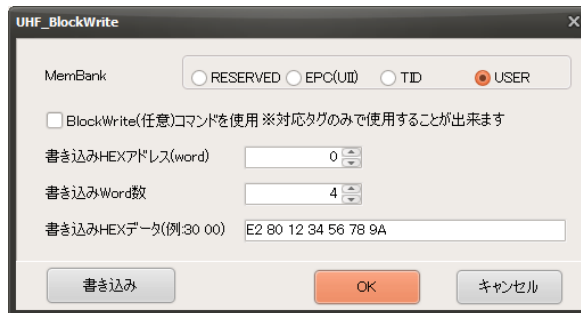 UHF_BlockWrite
MemBank RESERVED EPC(UII) TID USER
BlockWrite(任意)コマンドを使用 ※対応タグのみで使用することが出来ます
書き込みHEXアドレス(word) 0
書き込みWord数 4
書き込みHEXデータ(例:30 00) E2 80 12 34 56 78 9A
書き込み OK キャンセル